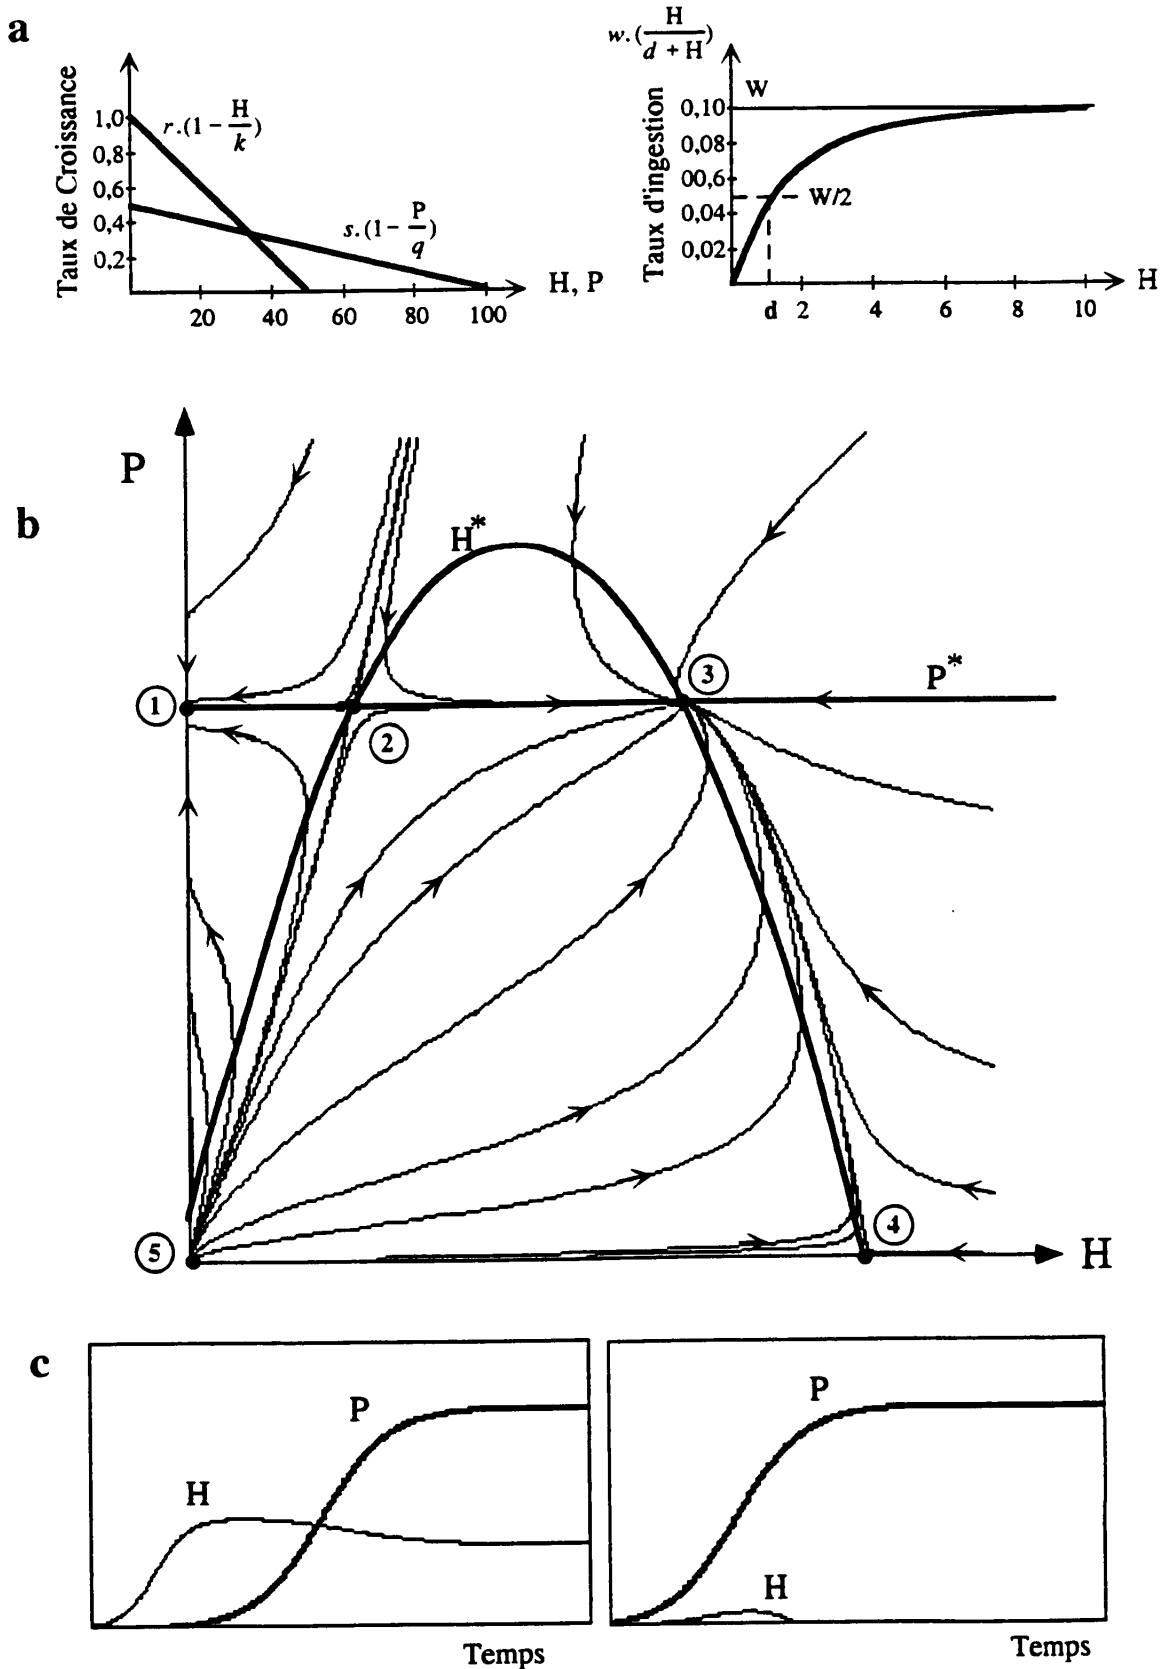 a
Taux de Croissance
1,0
0,8
0,6
0,4
0,2
r.(1 - H/k)
s.(1 - P/q)
20 40 60 80 100
H, P
w.(H/(d + H))
Taux d'ingestion
W
0,10
0,08
00,6
0,04
0,02
W/2
d 2 4 6 8 10
H
b
P
H*
P*
1
2
3
4
5
H
c
P
H
Temps
P
H
Temps